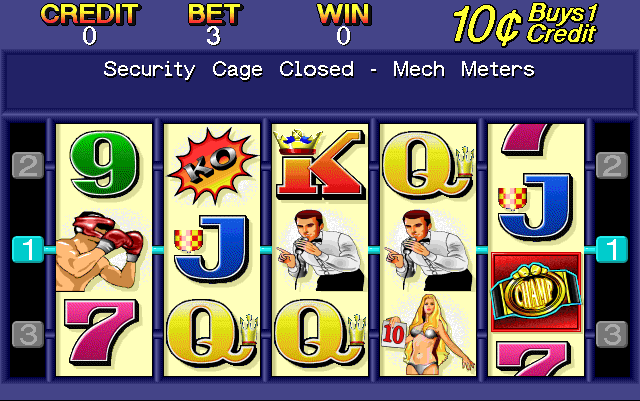 CREDIT BET WIN 10¢ Buys 1 Credit
0 3 0
Security Cage Closed - Mech Meters
2 9 KO K Q 7 2
1 J J 1
3 7 Q Q 10 CHAMP 7 3